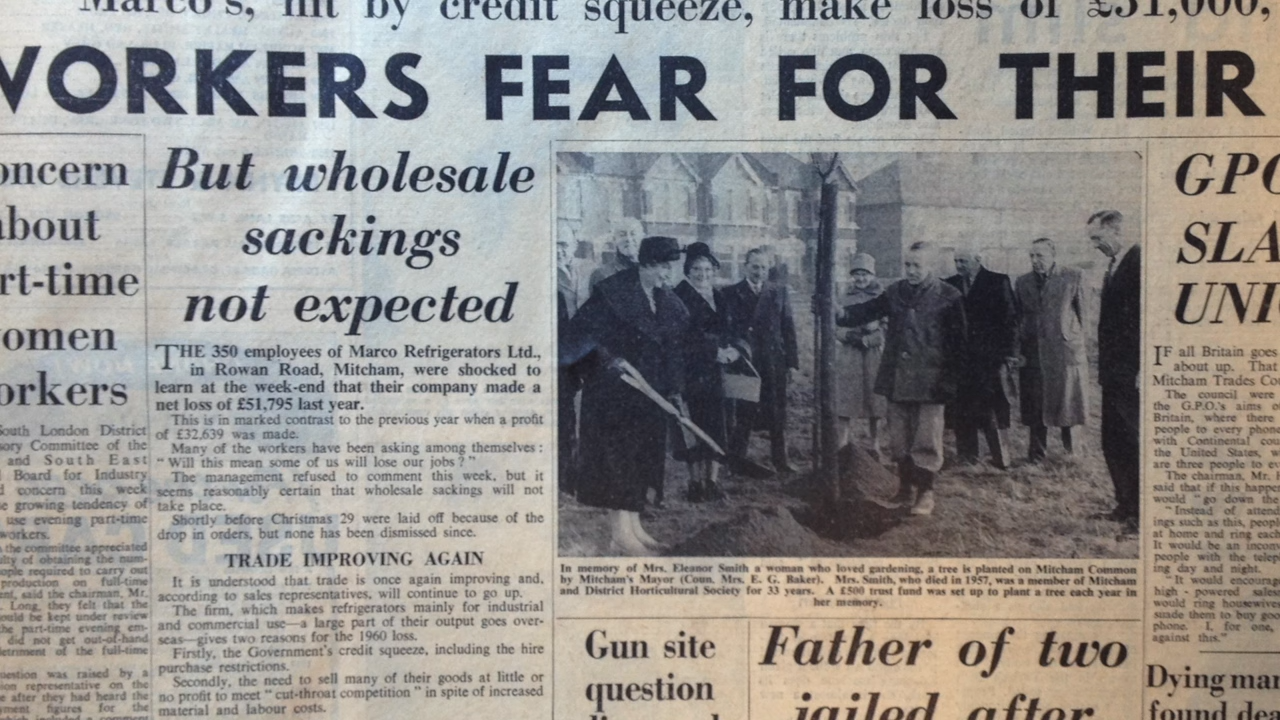 Marco's, hit by credit squeeze, make loss of £51,000,
WORKERS FEAR FOR THEIR
oncern
about
rt-time
omen
orkers
South London District
sory Committee of the
and South East
Board for Industry
concern this week
growing tendency of
use evening part-time
workers.
the committee appreciated
ulty of obtaining the num-
ople required to carry out
production on full-time
ent, said the chairman, Mr.
Long, they felt that the
ould be kept under review
the part-time evening em-
did not get out-of-hand
detriment of the full-time
uestion was raised by a
ion representative on the
after they had heard the
yment figures for the
which included a comment
But wholesale
sackings
not expected
THE 350 employees of Marco Refrigerators Ltd.,
in Rowan Road, Mitcham, were shocked to
learn at the week-end that their company made a
net loss of £51,795 last year.
This is in marked contrast to the previous year when a profit
of £32,639 was made.
Many of the workers have been asking among themselves :
" Will this mean some of us will lose our jobs ? "
The management refused to comment this week, but it
seems reasonably certain that wholesale sackings will not
take place.
Shortly before Christmas 29 were laid off because of the
drop in orders, but none has been dismissed since.
TRADE IMPROVING AGAIN
It is understood that trade is once again improving and,
according to sales representatives, will continue to go up.
The firm, which makes refrigerators mainly for industrial
and commercial use—a large part of their output goes over-
seas—gives two reasons for the 1960 loss.
Firstly, the Government's credit squeeze, including the hire
purchase restrictions.
Secondly, the need to sell many of their goods at little or
no profit to meet " cut-throat competition " in spite of increased
material and labour costs.
In memory of Mrs. Eleanor Smith a woman who loved gardening, a tree is planted on Mitcham Common
by Mitcham's Mayor (Coun. Mrs. E. G. Baker). Mrs. Smith, who died in 1957, was a member of Mitcham
and District Horticultural Society for 33 years. A £500 trust fund was set up to plant a tree each year in
her memory.
Gun site
question
Father of two
jailed after
GPO
SLA
UNI
IF all Britain goes
about up. That
Mitcham Trades Co
The council were
the G.P.O.'s aims o
Britain, where there
people to every phone
with Continental cou
the United States, w
are three people to ev
The chairman, Mr.
said that if this happe
would "go down the
"Instead of attend
ings such as this, peop
at home and ring each
It would be an incom
people with the telep
ing day and night.
"It would encourag
high - powered sales
would ring housewive
suade them to buy goo
phone. I, for one,
against this."
Dying man
found dea